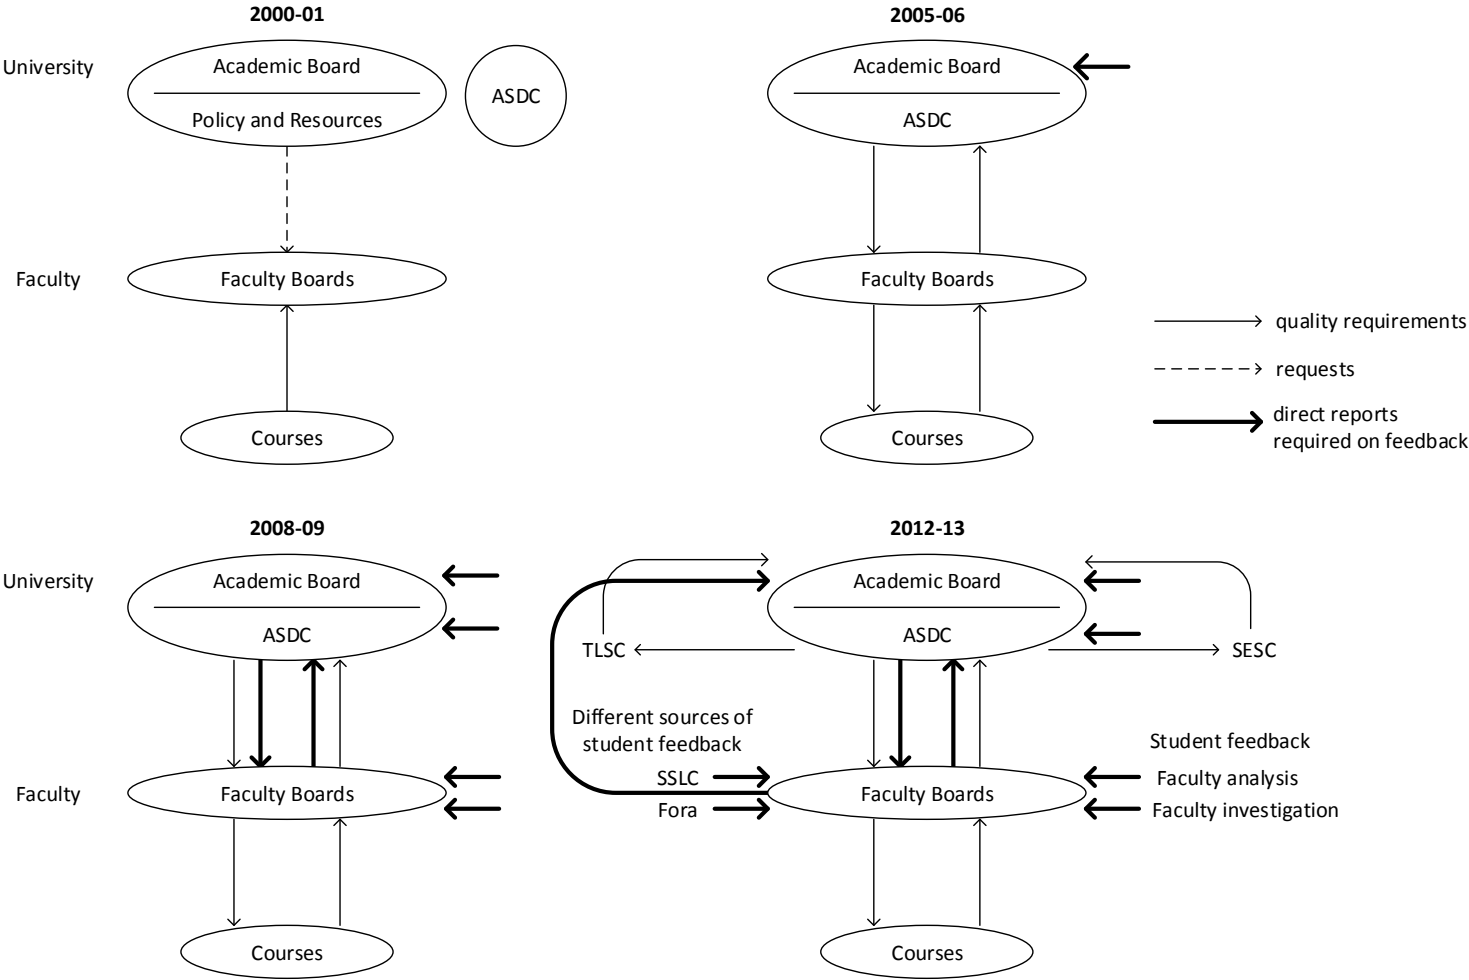 2000-01
University
Academic Board
Policy and Resources
ASDC
Faculty
Faculty Boards
Courses
2005-06
Academic Board
ASDC
Faculty Boards
Courses
quality requirements
requests
direct reports
required on feedback
2008-09
University
Academic Board
ASDC
Faculty
Faculty Boards
Courses
2012-13
Academic Board
ASDC
TLSC
SESC
Different sources of
student feedback
SSLC
Fora
Faculty Boards
Student feedback
Faculty analysis
Faculty investigation
Courses